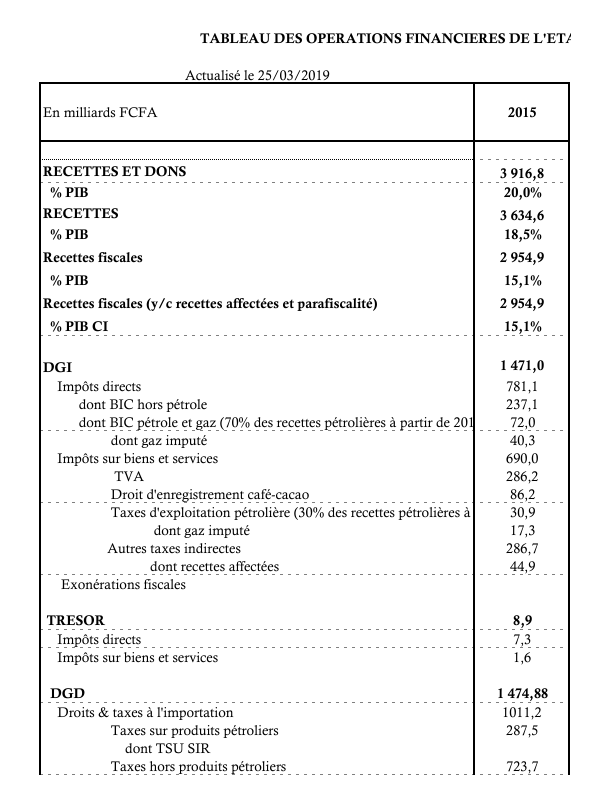 TABLEAU DES OPERATIONS FINANCIERES DE L'ETA
Actualisé le 25/03/2019
En milliards FCFA 2015
RECETTES ET DONS 3 916,8
% PIB 20,0%
RECETTES 3 634,6
% PIB 18,5%
Recettes fiscales 2 954,9
% PIB 15,1%
Recettes fiscales (y/c recettes affectées et parafiscalité) 2 954,9
% PIB CI 15,1%
DGI 1 471,0
Impôts directs 781,1
dont BIC hors pétrole 237,1
dont BIC pétrole et gaz (70% des recettes pétrolières à partir de 201 72,0
dont gaz imputé 40,3
Impôts sur biens et services 690,0
TVA 286,2
Droit d'enregistrement café-cacao 86,2
Taxes d'exploitation pétrolière (30% des recettes pétrolières à 30,9
dont gaz imputé 17,3
Autres taxes indirectes 286,7
dont recettes affectées 44,9
Exonérations fiscales
TRESOR 8,9
Impôts directs 7,3
Impôts sur biens et services 1,6
DGD 1 474,88
Droits & taxes à l'importation 1011,2
Taxes sur produits pétroliers 287,5
dont TSU SIR
Taxes hors produits pétroliers 723,7